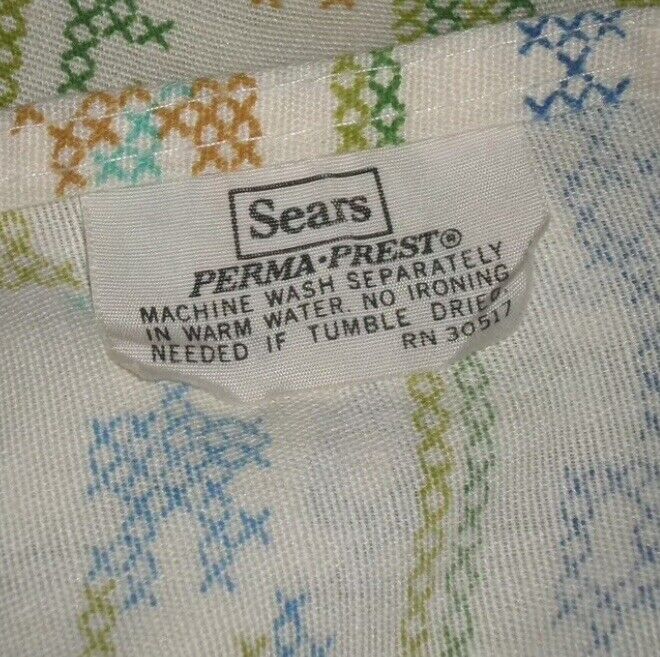 Sears
PERMA·PREST®
MACHINE WASH SEPARATELY
IN WARM WATER. NO IRONING
NEEDED IF TUMBLE DRIED.
RN 30517